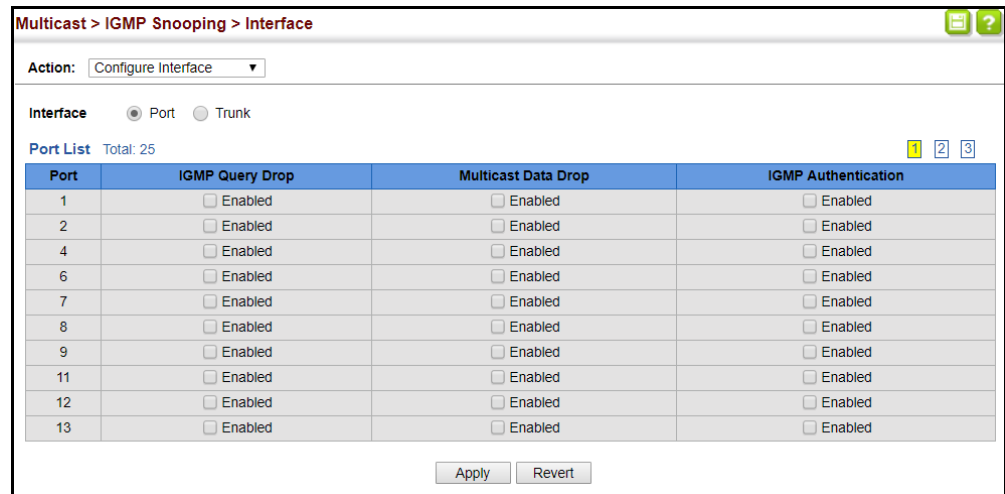 Multicast > IGMP Snooping > Interface
?
Action: Configure Interface
Interface Port Trunk
Port List Total: 25 1 2 3
Port IGMP Query Drop Multicast Data Drop IGMP Authentication
1 Enabled Enabled Enabled
2 Enabled Enabled Enabled
4 Enabled Enabled Enabled
6 Enabled Enabled Enabled
7 Enabled Enabled Enabled
8 Enabled Enabled Enabled
9 Enabled Enabled Enabled
11 Enabled Enabled Enabled
12 Enabled Enabled Enabled
13 Enabled Enabled Enabled
Apply Revert